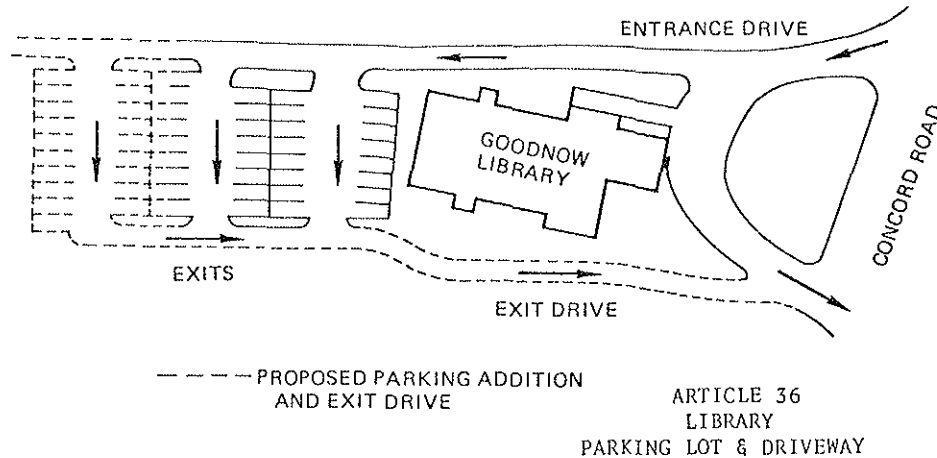 ENTRANCE DRIVE
GOODNOW
LIBRARY
CONCORD ROAD
EXITS
EXIT DRIVE
PROPOSED PARKING ADDITION
AND EXIT DRIVE
ARTICLE 36
LIBRARY
PARKING LOT & DRIVEWAY